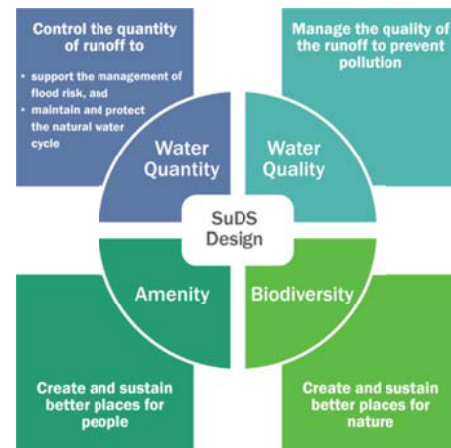 Control the quantity
of runoff to
• support the management of
flood risk, and
• maintain and protect
the natural water
cycle
Manage the quality of
the runoff to prevent
pollution
Water
Quantity
Water
Quality
SuDS
Design
Amenity
Biodiversity
Create and sustain
better places for
people
Create and sustain
better places for
nature